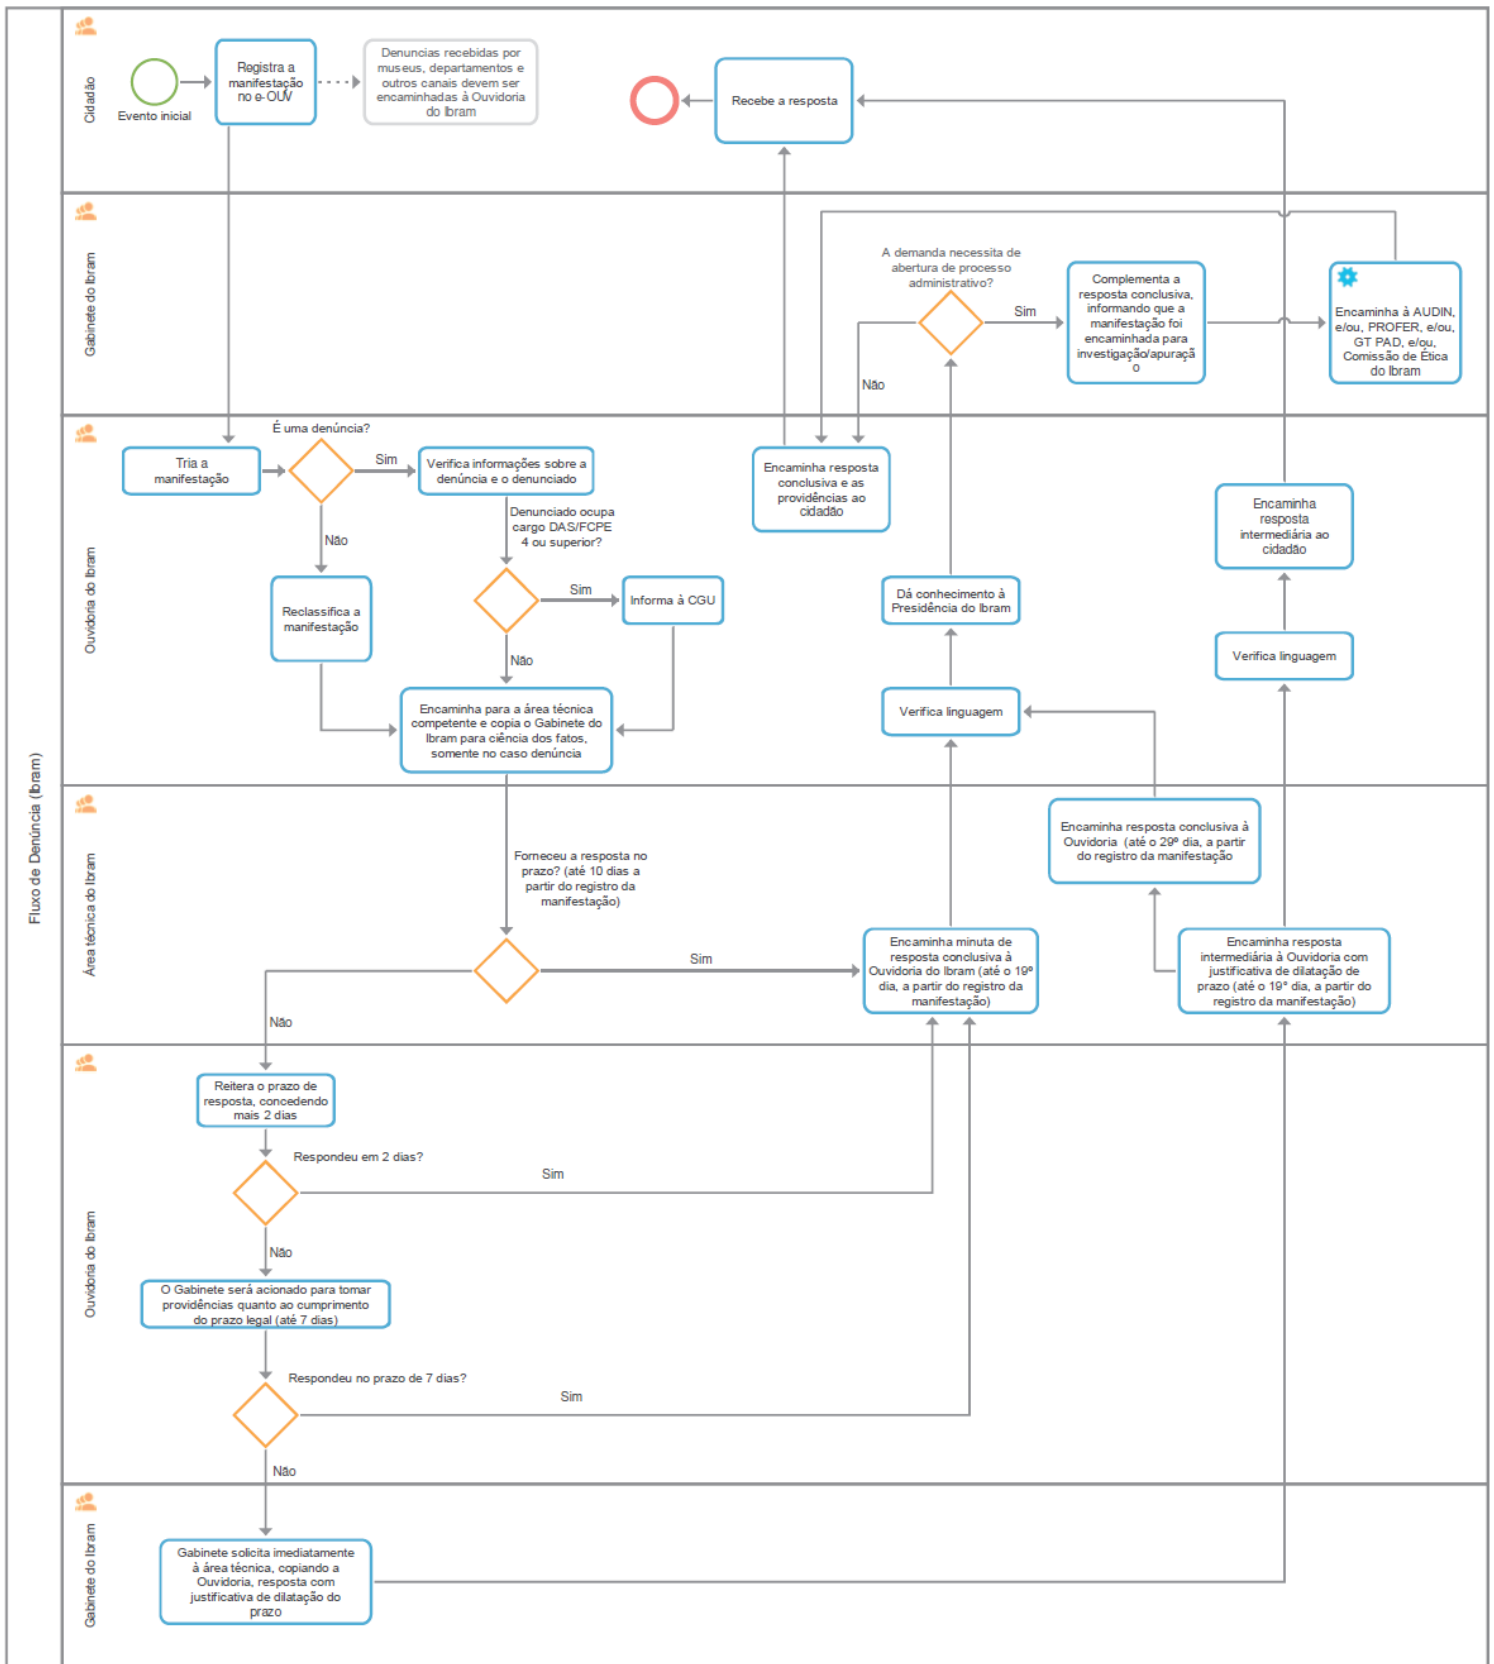 Fluxo de Denúncia (Ibram)
Cidadão
Evento inicial
Registra a
manifestação
no e-OUV
Denuncias recebidas por
museus, departamentos e
outros canais devem ser
encaminhadas à Ouvidoria
do Ibram
Recebe a resposta
Gabinete do Ibram
A demanda necessita de
abertura de processo
administrativo?
Sim
Não
Complementa a
resposta conclusiva,
informando que a
manifestação foi
encaminhada para
investigação/apuraçã
o
Encaminha à AUDIN,
e/ou, PROFER, e/ou,
GT PAD, e/ou,
Comissão de Ética
do Ibram
Ouvidoria do Ibram
Tria a
manifestação
É uma denúncia?
Sim
Não
Verifica informações sobre a
denúncia e o denunciado
Denunciado ocupa
cargo DAS/FCPE
4 ou superior?
Sim
Não
Informa à CGU
Reclassifica a
manifestação
Encaminha para a área técnica
competente e copia o Gabinete do
Ibram para ciência dos fatos,
somente no caso denúncia
Encaminha resposta
conclusiva e as
providências ao
cidadão
Dá conhecimento à
Presidência do Ibram
Verifica linguagem
Encaminha
resposta
intermediária ao
cidadão
Verifica linguagem
Área técnica do Ibram
Forneceu a resposta no
prazo? (até 10 dias a
partir do registro da
manifestação)
Sim
Não
Encaminha minuta de
resposta conclusiva à
Ouvidoria do Ibram (até o 19º
dia, a partir do registro da
manifestação)
Encaminha resposta conclusiva à
Ouvidoria (até o 29º dia, a partir
do registro da manifestação
Encaminha resposta
intermediária à Ouvidoria com
justificativa de dilatação de
prazo (até o 19° dia, a partir do
registro da manifestação)
Ouvidoria do Ibram
Reitera o prazo de
resposta, concedendo
mais 2 dias
Respondeu em 2 dias?
Sim
Não
O Gabinete será acionado para tomar
providências quanto ao cumprimento
do prazo legal (até 7 dias)
Respondeu no prazo de 7 dias?
Sim
Não
Gabinete do Ibram
Gabinete solicita imediatamente
à área técnica, copiando a
Ouvidoria, resposta com
justificativa de dilatação do
prazo